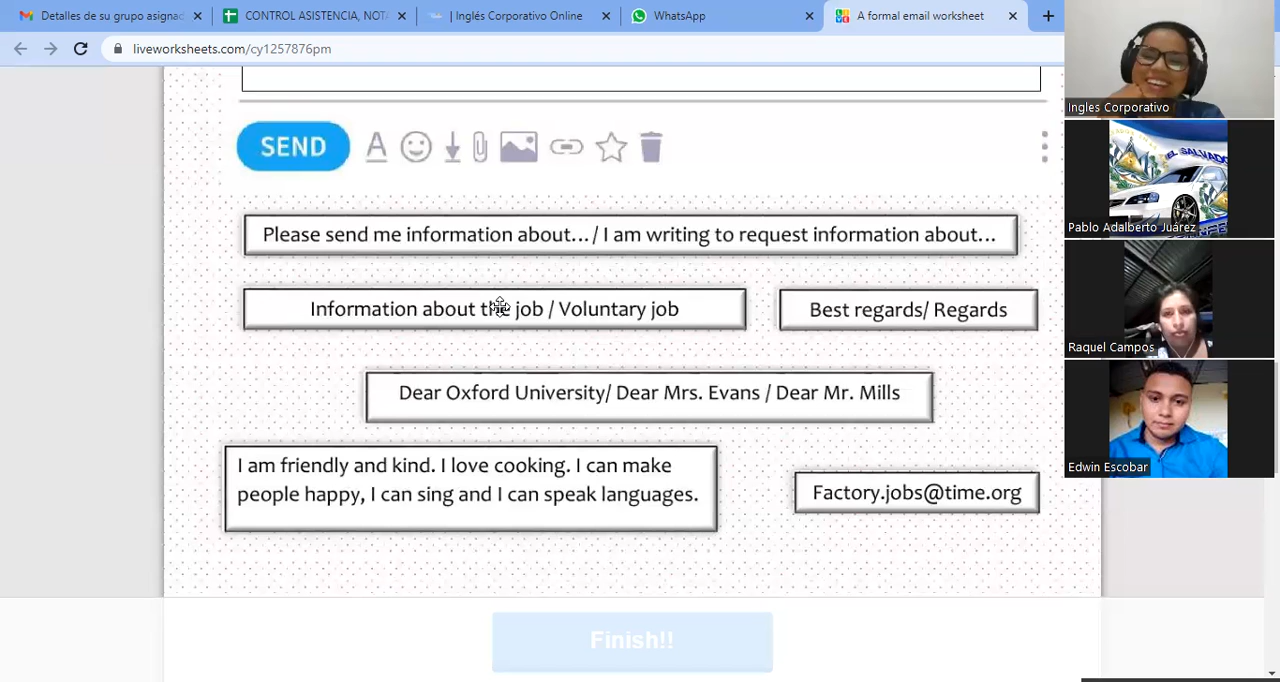 Detalles de su grupo asignad
CONTROL ASITENCIA, NOTA
Inglés Corporativo Online
WhatsApp
A formal email worksheet
liveworksheets.com/cy1257876pm
SEND
Please send me information about.../ I am writing to request information about...
Information about the job / Voluntary job
Best regards/ Regards
Dear Oxford University/ Dear Mrs. Evans / Dear Mr. Mills
I am friendly and kind. I love cooking. I can make
people happy, I can sing and I can speak languages.
Factory.jobs@time.org
Finish!!
Ingles Corporativo
EL SALVADO
Pablo Adalberto Juárez
Raquel Campos
Edwin Escobar